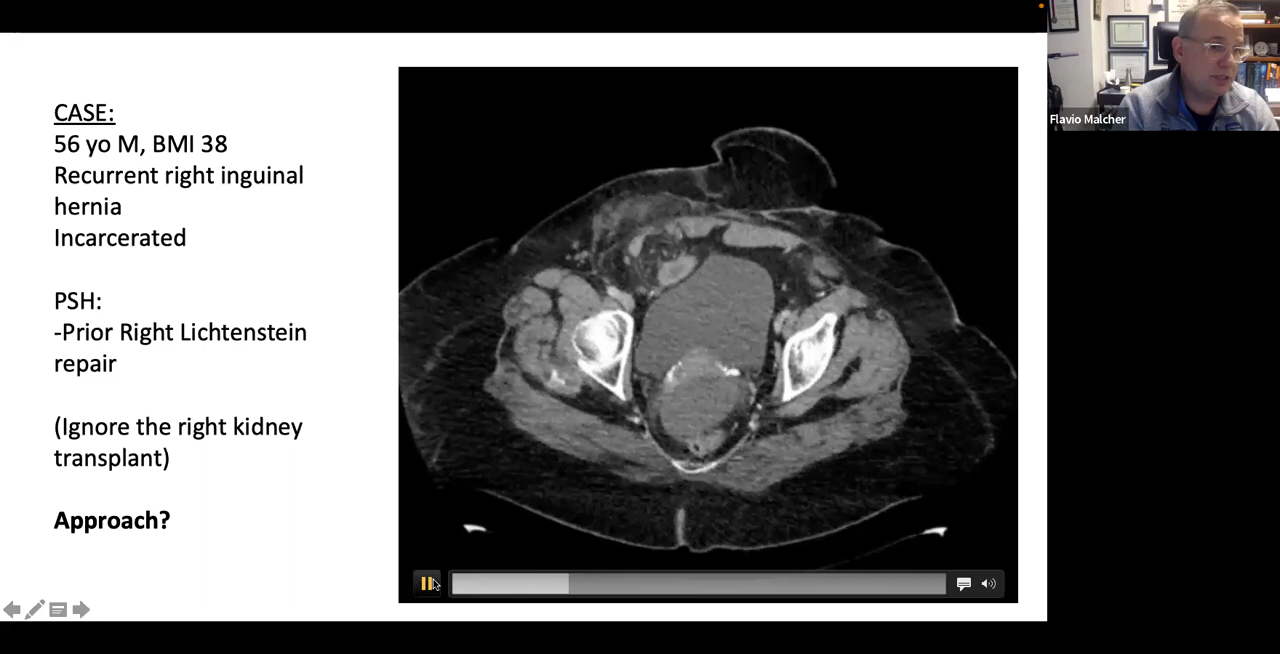 CASE:
56 yo M, BMI 38
Recurrent right inguinal
hernia
Incarcerated
PSH:
-Prior Right Lichtenstein
repair
(Ignore the right kidney
transplant)
Approach?
Flavio Malcher